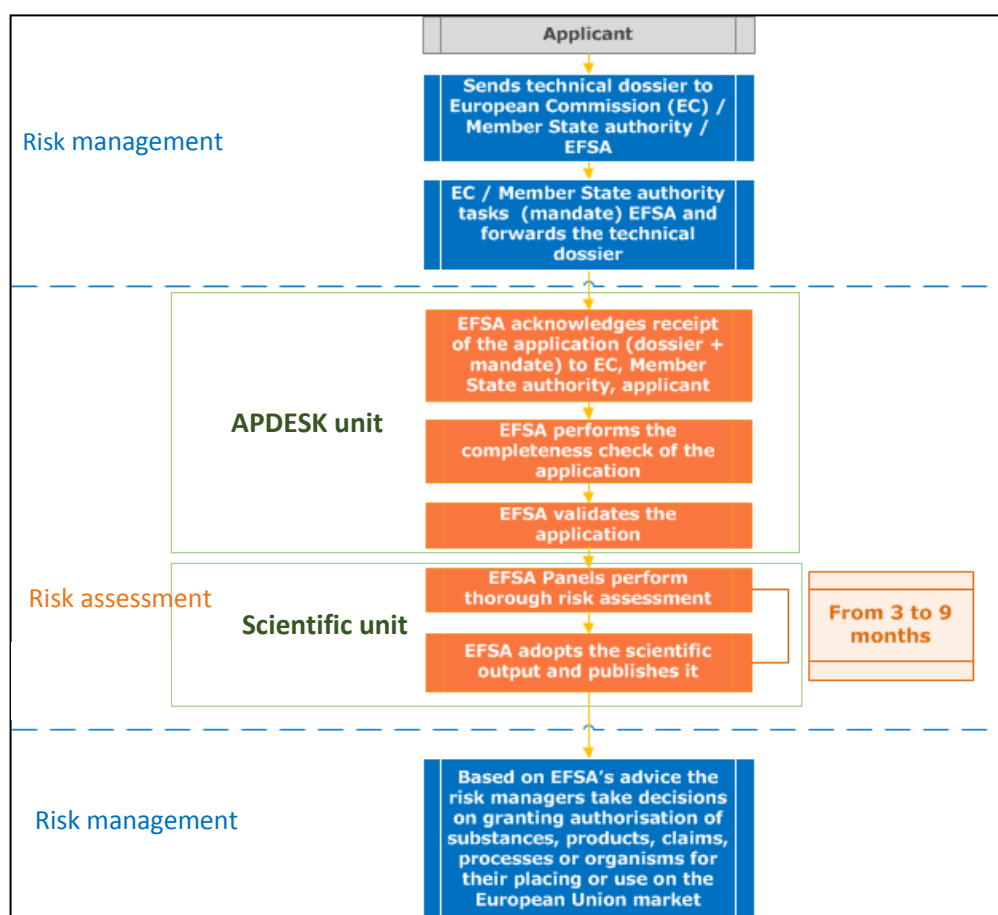 Applicant
Sends technical dossier to
European Commission (EC) /
Member State authority /
EFSA
Risk management
EC / Member State authority
tasks (mandate) EFSA and
forwards the technical
dossier
EFSA acknowledges receipt
of the application (dossier +
mandate) to EC, Member
State authority, applicant
APDESK unit
EFSA performs the
completeness check of the
application
EFSA validates the
application
Risk assessment
Scientific unit
EFSA Panels perform
thorough risk assessment
EFSA adopts the scientific
output and publishes it
From 3 to 9
months
Risk management
Based on EFSA's advice the
risk managers take decisions
on granting authorisation of
substances, products, claims,
processes or organisms for
their placing or use on the
European Union market